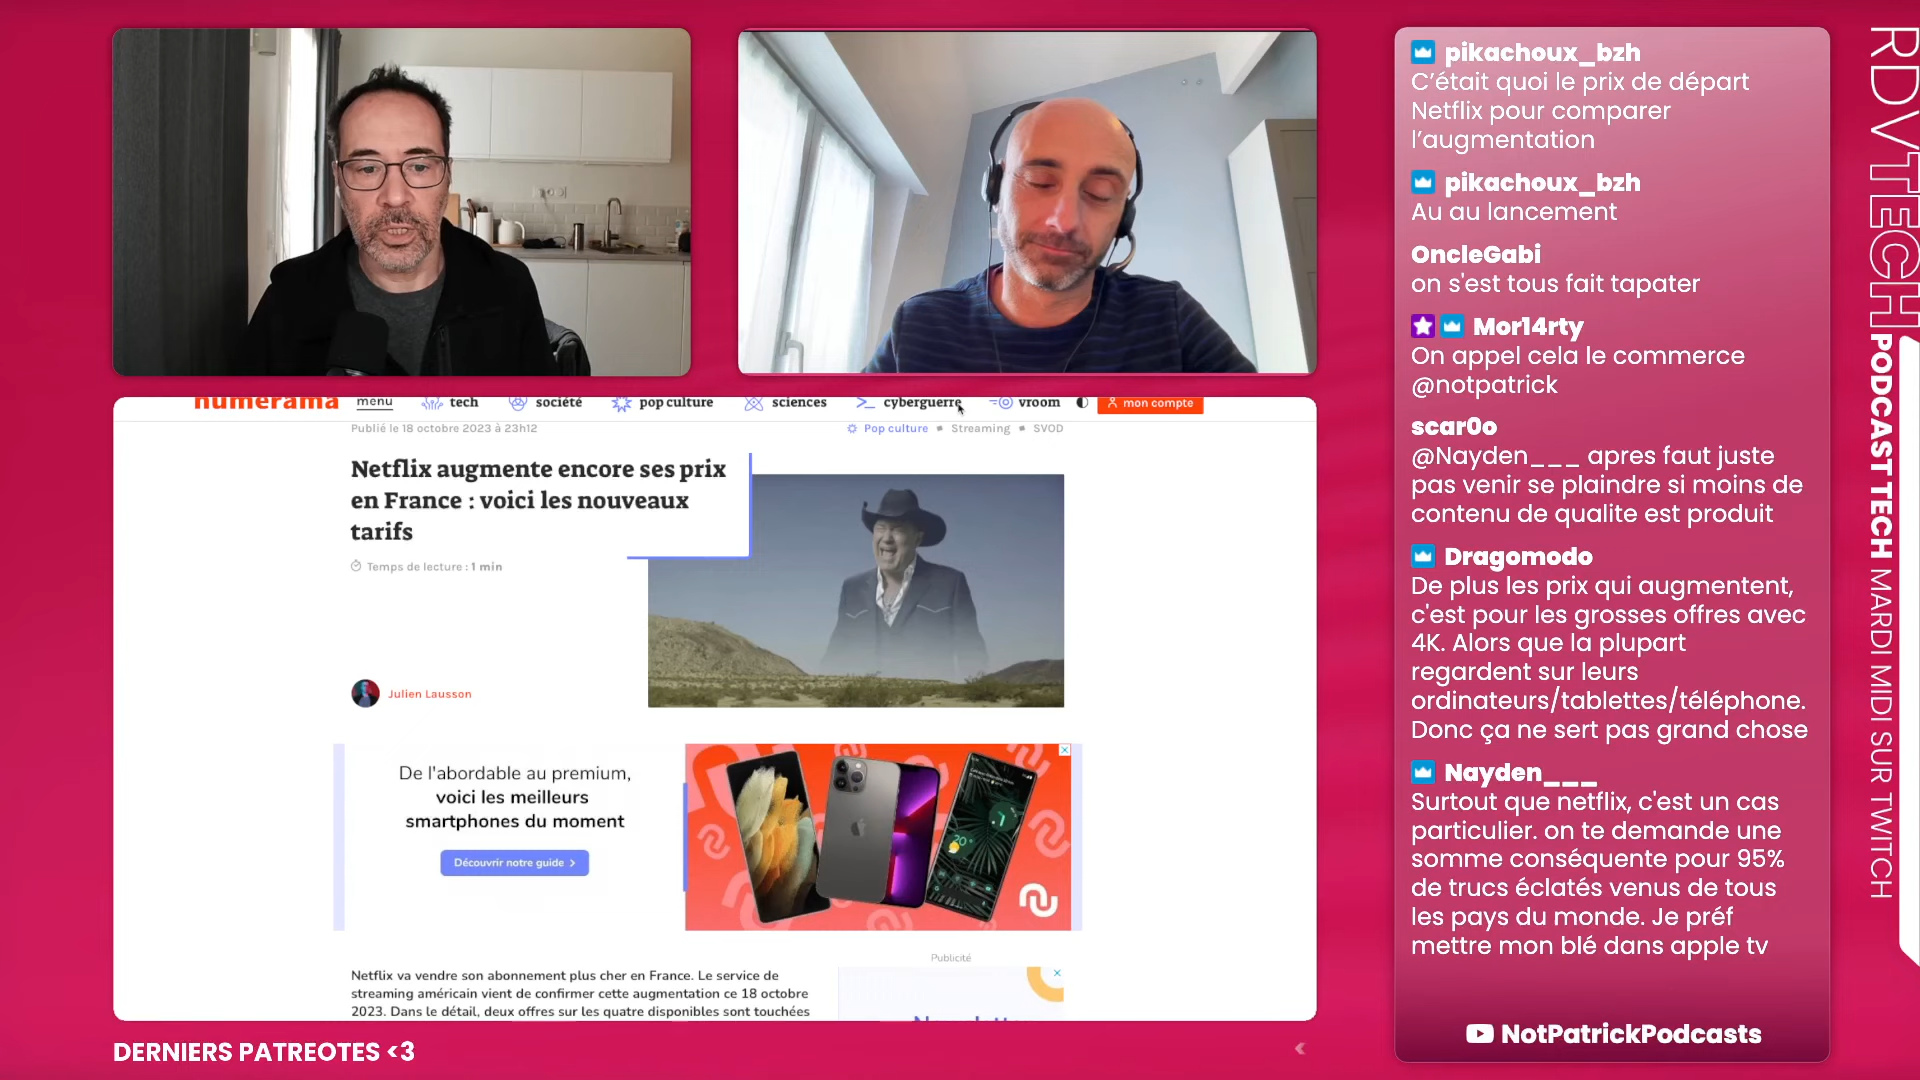 numerama
menu
tech
société
pop culture
sciences
cyberguerre
vroom
mon compte
Publié le 18 octobre 2023 à 23h12
Pop culture
Streaming
SVOD
Netflix augmente encore ses prix
en France : voici les nouveaux
tarifs
Temps de lecture : 1 min
Julien Lausson
De l'abordable au premium,
voici les meilleurs
smartphones du moment
Découvrir notre guide >
20°
Publicité
Netflix va vendre son abonnement plus cher en France. Le service de
streaming américain vient de confirmer cette augmentation ce 18 octobre
2023. Dans le détail, deux offres sur les quatre disponibles sont touchées
DERNIERS PATREOTES <3
pikachoux_bzh
C’était quoi le prix de départ
Netflix pour comparer
l’augmentation
pikachoux_bzh
Au au lancement
OncleGabi
on s'est tous fait tapater
Mor14rty
On appel cela le commerce
@notpatrick
scar0o
@Nayden___ apres faut juste
pas venir se plaindre si moins de
contenu de qualite est produit
Dragomodo
De plus les prix qui augmentent,
c'est pour les grosses offres avec
4K. Alors que la plupart
regardent sur leurs
ordinateurs/tablettes/téléphone.
Donc ça ne sert pas grand chose
Nayden___
Surtout que netflix, c'est un cas
particulier. on te demande une
somme conséquente pour 95%
de trucs éclatés venus de tous
les pays du monde. Je préf
mettre mon blé dans apple tv
NotPatrickPodcasts
RDVTECH PODCAST TECH MARDI MIDI SUR TWITCH